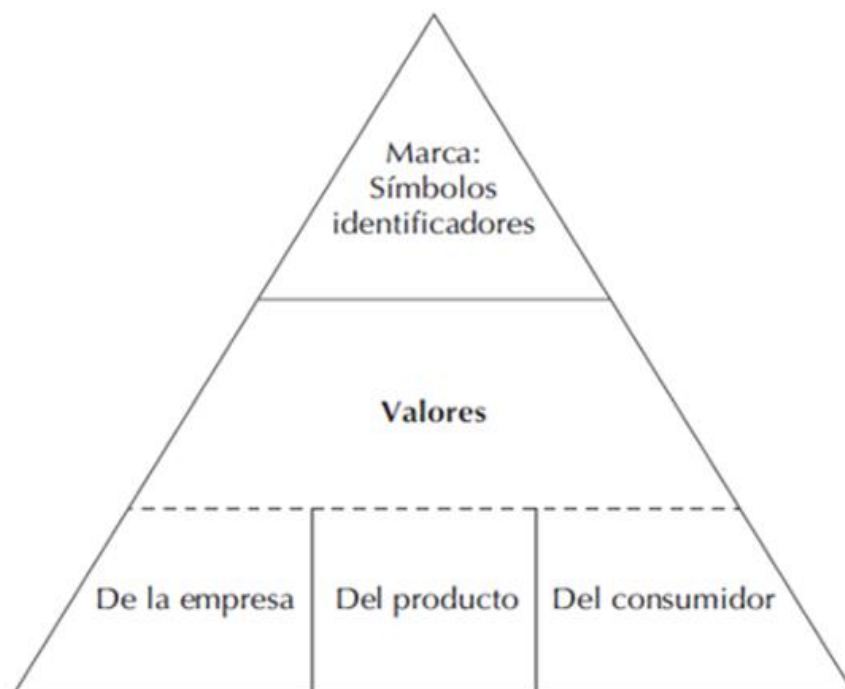 Marca:
Símbolos
identificadores
Valores
De la empresa
Del producto
Del consumidor